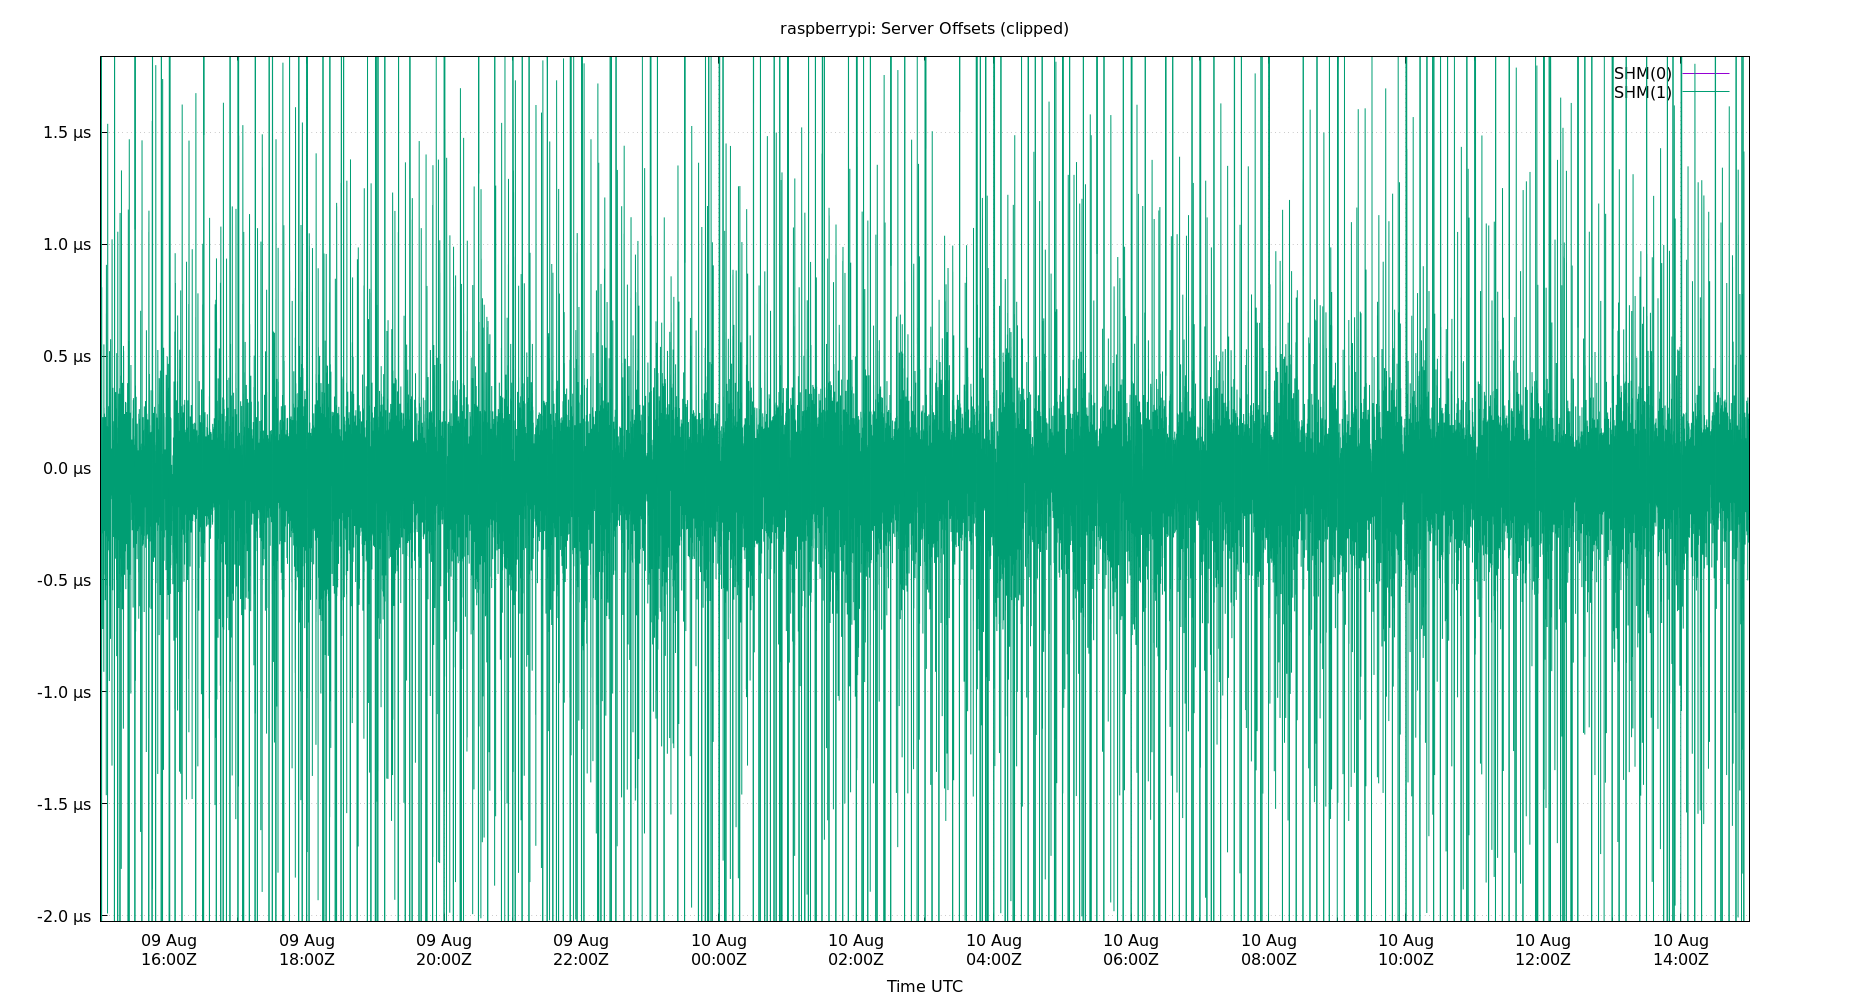 raspberrypi: Server Offsets (clipped)
SHM(0)
SHM(1)
1.5 µs
1.0 µs
0.5 µs
0.0 µs
-0.5 µs
-1.0 µs
-1.5 µs
-2.0 µs
09 Aug 09 Aug 09 Aug 09 Aug 10 Aug 10 Aug 10 Aug 10 Aug 10 Aug 10 Aug 10 Aug 10 Aug
16:00Z 18:00Z 20:00Z 22:00Z 00:00Z 02:00Z 04:00Z 06:00Z 08:00Z 10:00Z 12:00Z 14:00Z
Time UTC